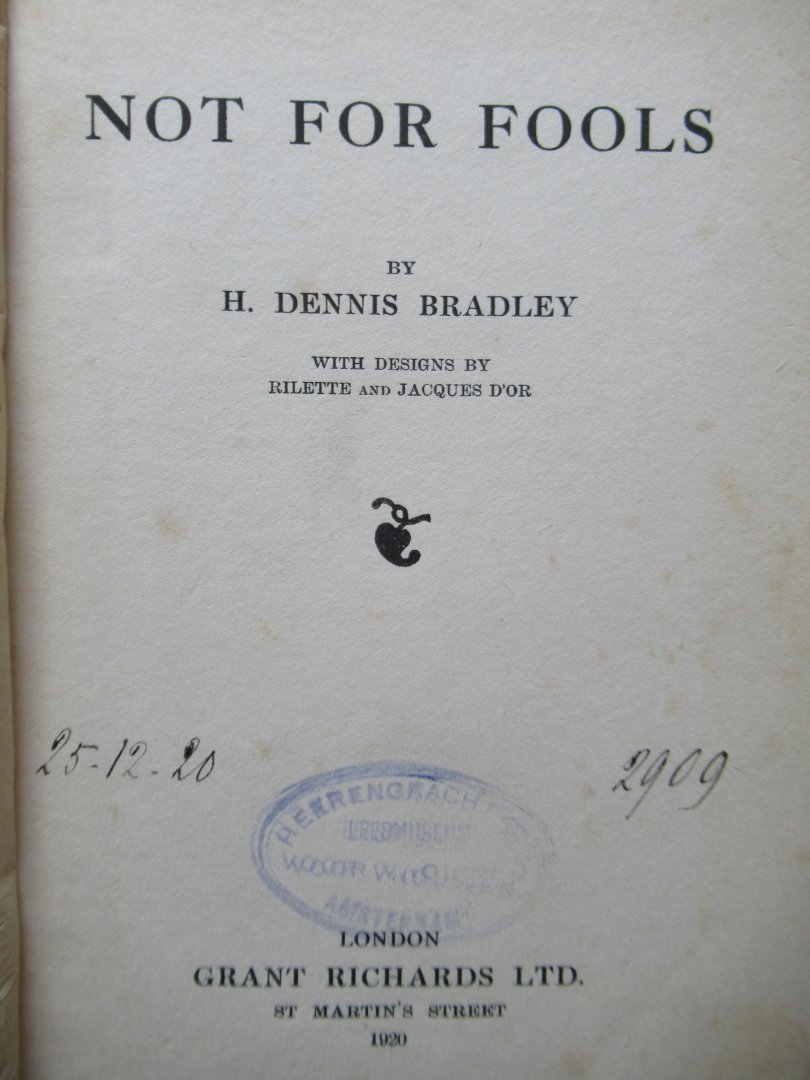 NOT FOR FOOLS
BY
H. DENNIS BRADLEY
WITH DESIGNS BY
RILETTE AND JACQUES D'OR
25-12-20
2909
HEERENGRACHT
AMSTERDAM
LONDON
GRANT RICHARDS LTD.
ST MARTIN'S STREET
1920